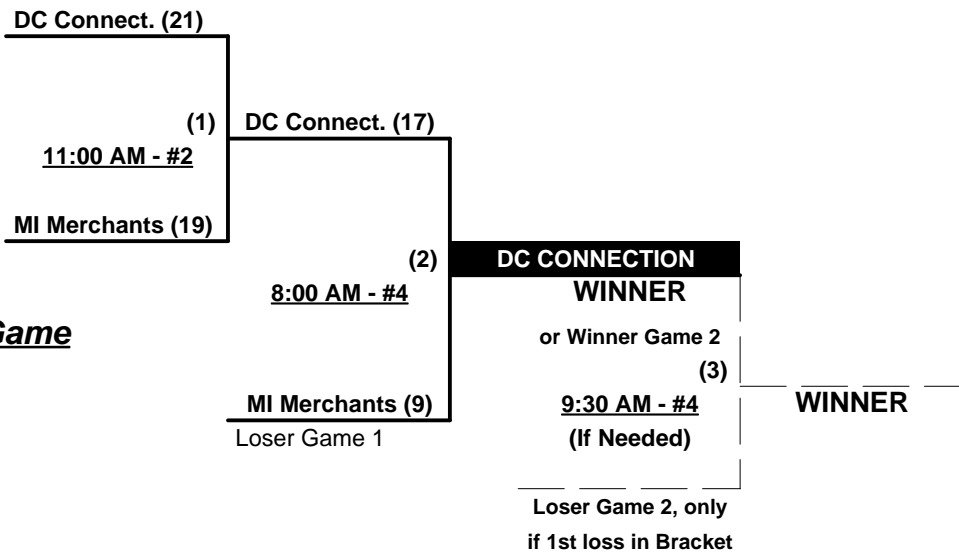 DC Connect. (21)
(1)
DC Connect. (17)
11:00 AM - #2
MI Merchants (19)
(2)
DC CONNECTION
8:00 AM - #4
WINNER
or Winner Game 2
Game
(3)
MI Merchants (9)
9:30 AM - #4
WINNER
Loser Game 1
(If Needed)
Loser Game 2, only
if 1st loss in Bracket